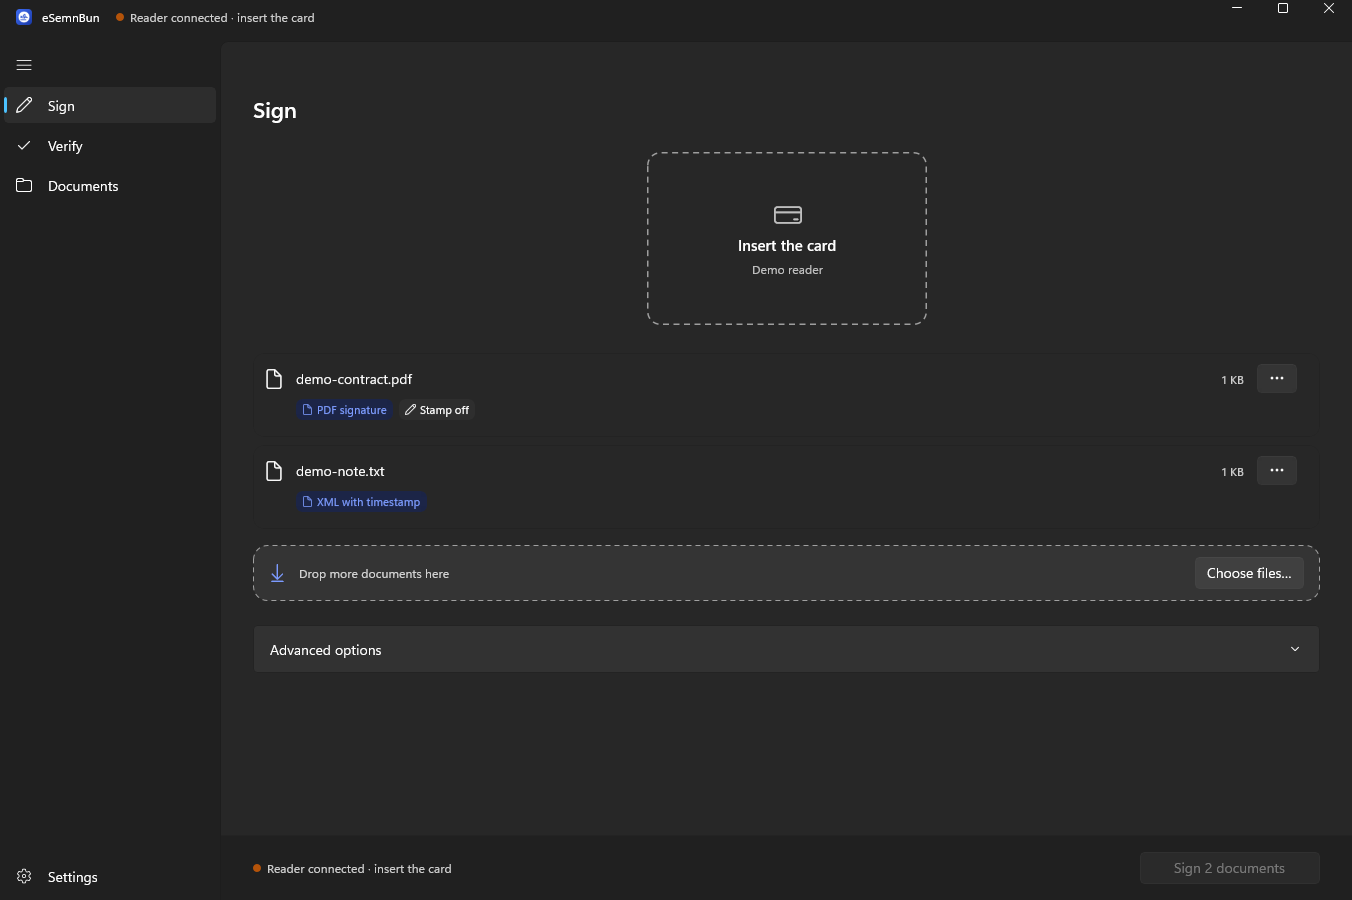 eSemnBun
Reader connected · insert the card
Sign
Verify
Documents
Sign
Insert the card
Demo reader
demo-contract.pdf
1 KB
PDF signature
Stamp off
demo-note.txt
1 KB
XML with timestamp
Drop more documents here
Choose files...
Advanced options
Settings
Reader connected · insert the card
Sign 2 documents